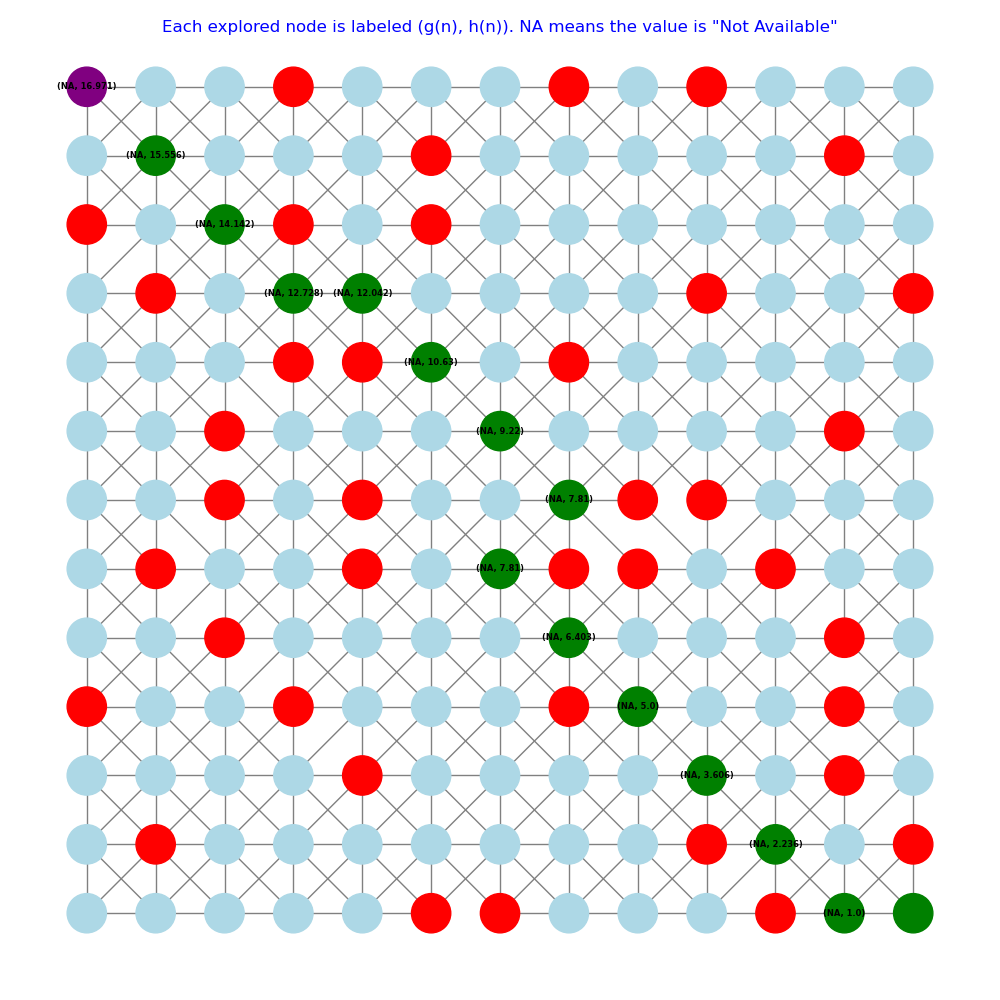 Each explored node is labeled (g(n), h(n)). NA means the value is "Not Available"
(NA, 16.971)
(NA, 15.556)
(NA, 14.142)
(NA, 12.728) (NA, 12.042)
(NA, 10.63)
(NA, 9.22)
(NA, 7.81)
(NA, 7.81)
(NA, 6.403)
(NA, 5.0)
(NA, 3.606)
(NA, 2.236)
(NA, 1.0)